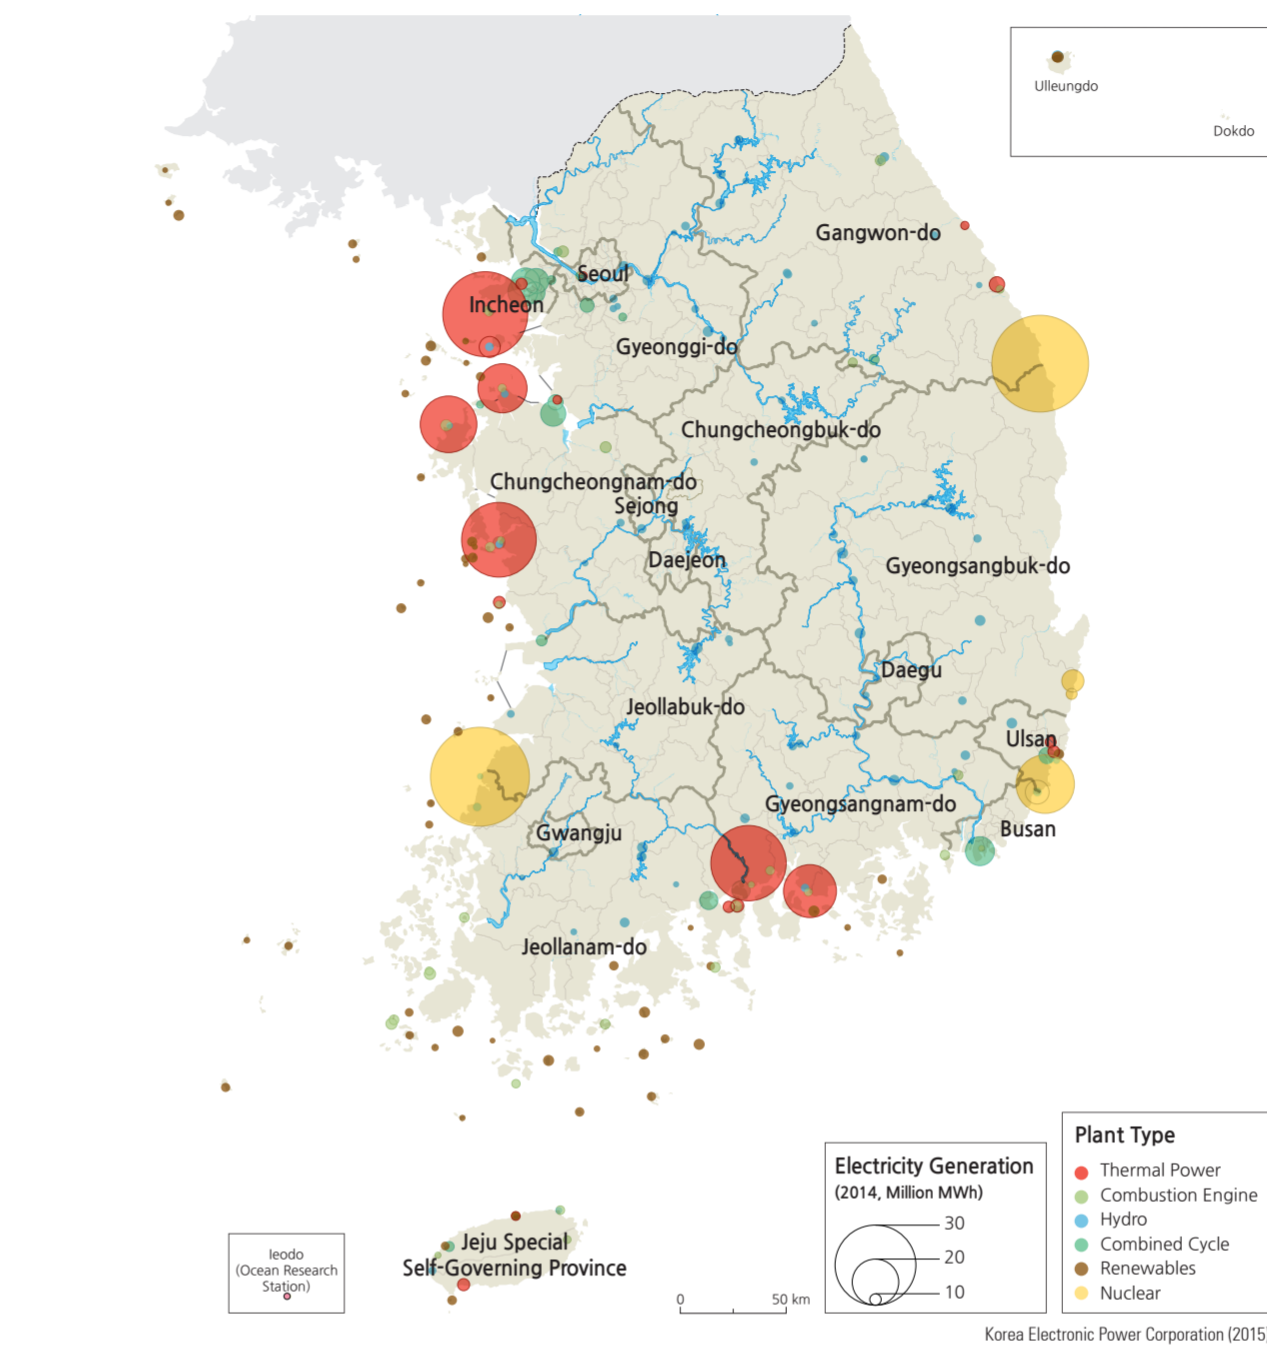 Ulleungdo
Dokdo
Gangwon-do
Seoul
Incheon
Gyeonggi-do
Chungcheongbuk-do
Chungcheongnam-do
Sejong
Daejeon
Gyeongsangbuk-do
Daegu
Jeollabuk-do
Ulsan
Gyeongsangnam-do
Busan
Gwangju
Jeollanam-do
Jeju Special
Self-Governing Province
Ieodo
(Ocean Research
Station)
0 50 km
Electricity Generation
(2014, Million MWh)
30
20
10
Plant Type
Thermal Power
Combustion Engine
Hydro
Combined Cycle
Renewables
Nuclear
Korea Electronic Power Corporation (2015)